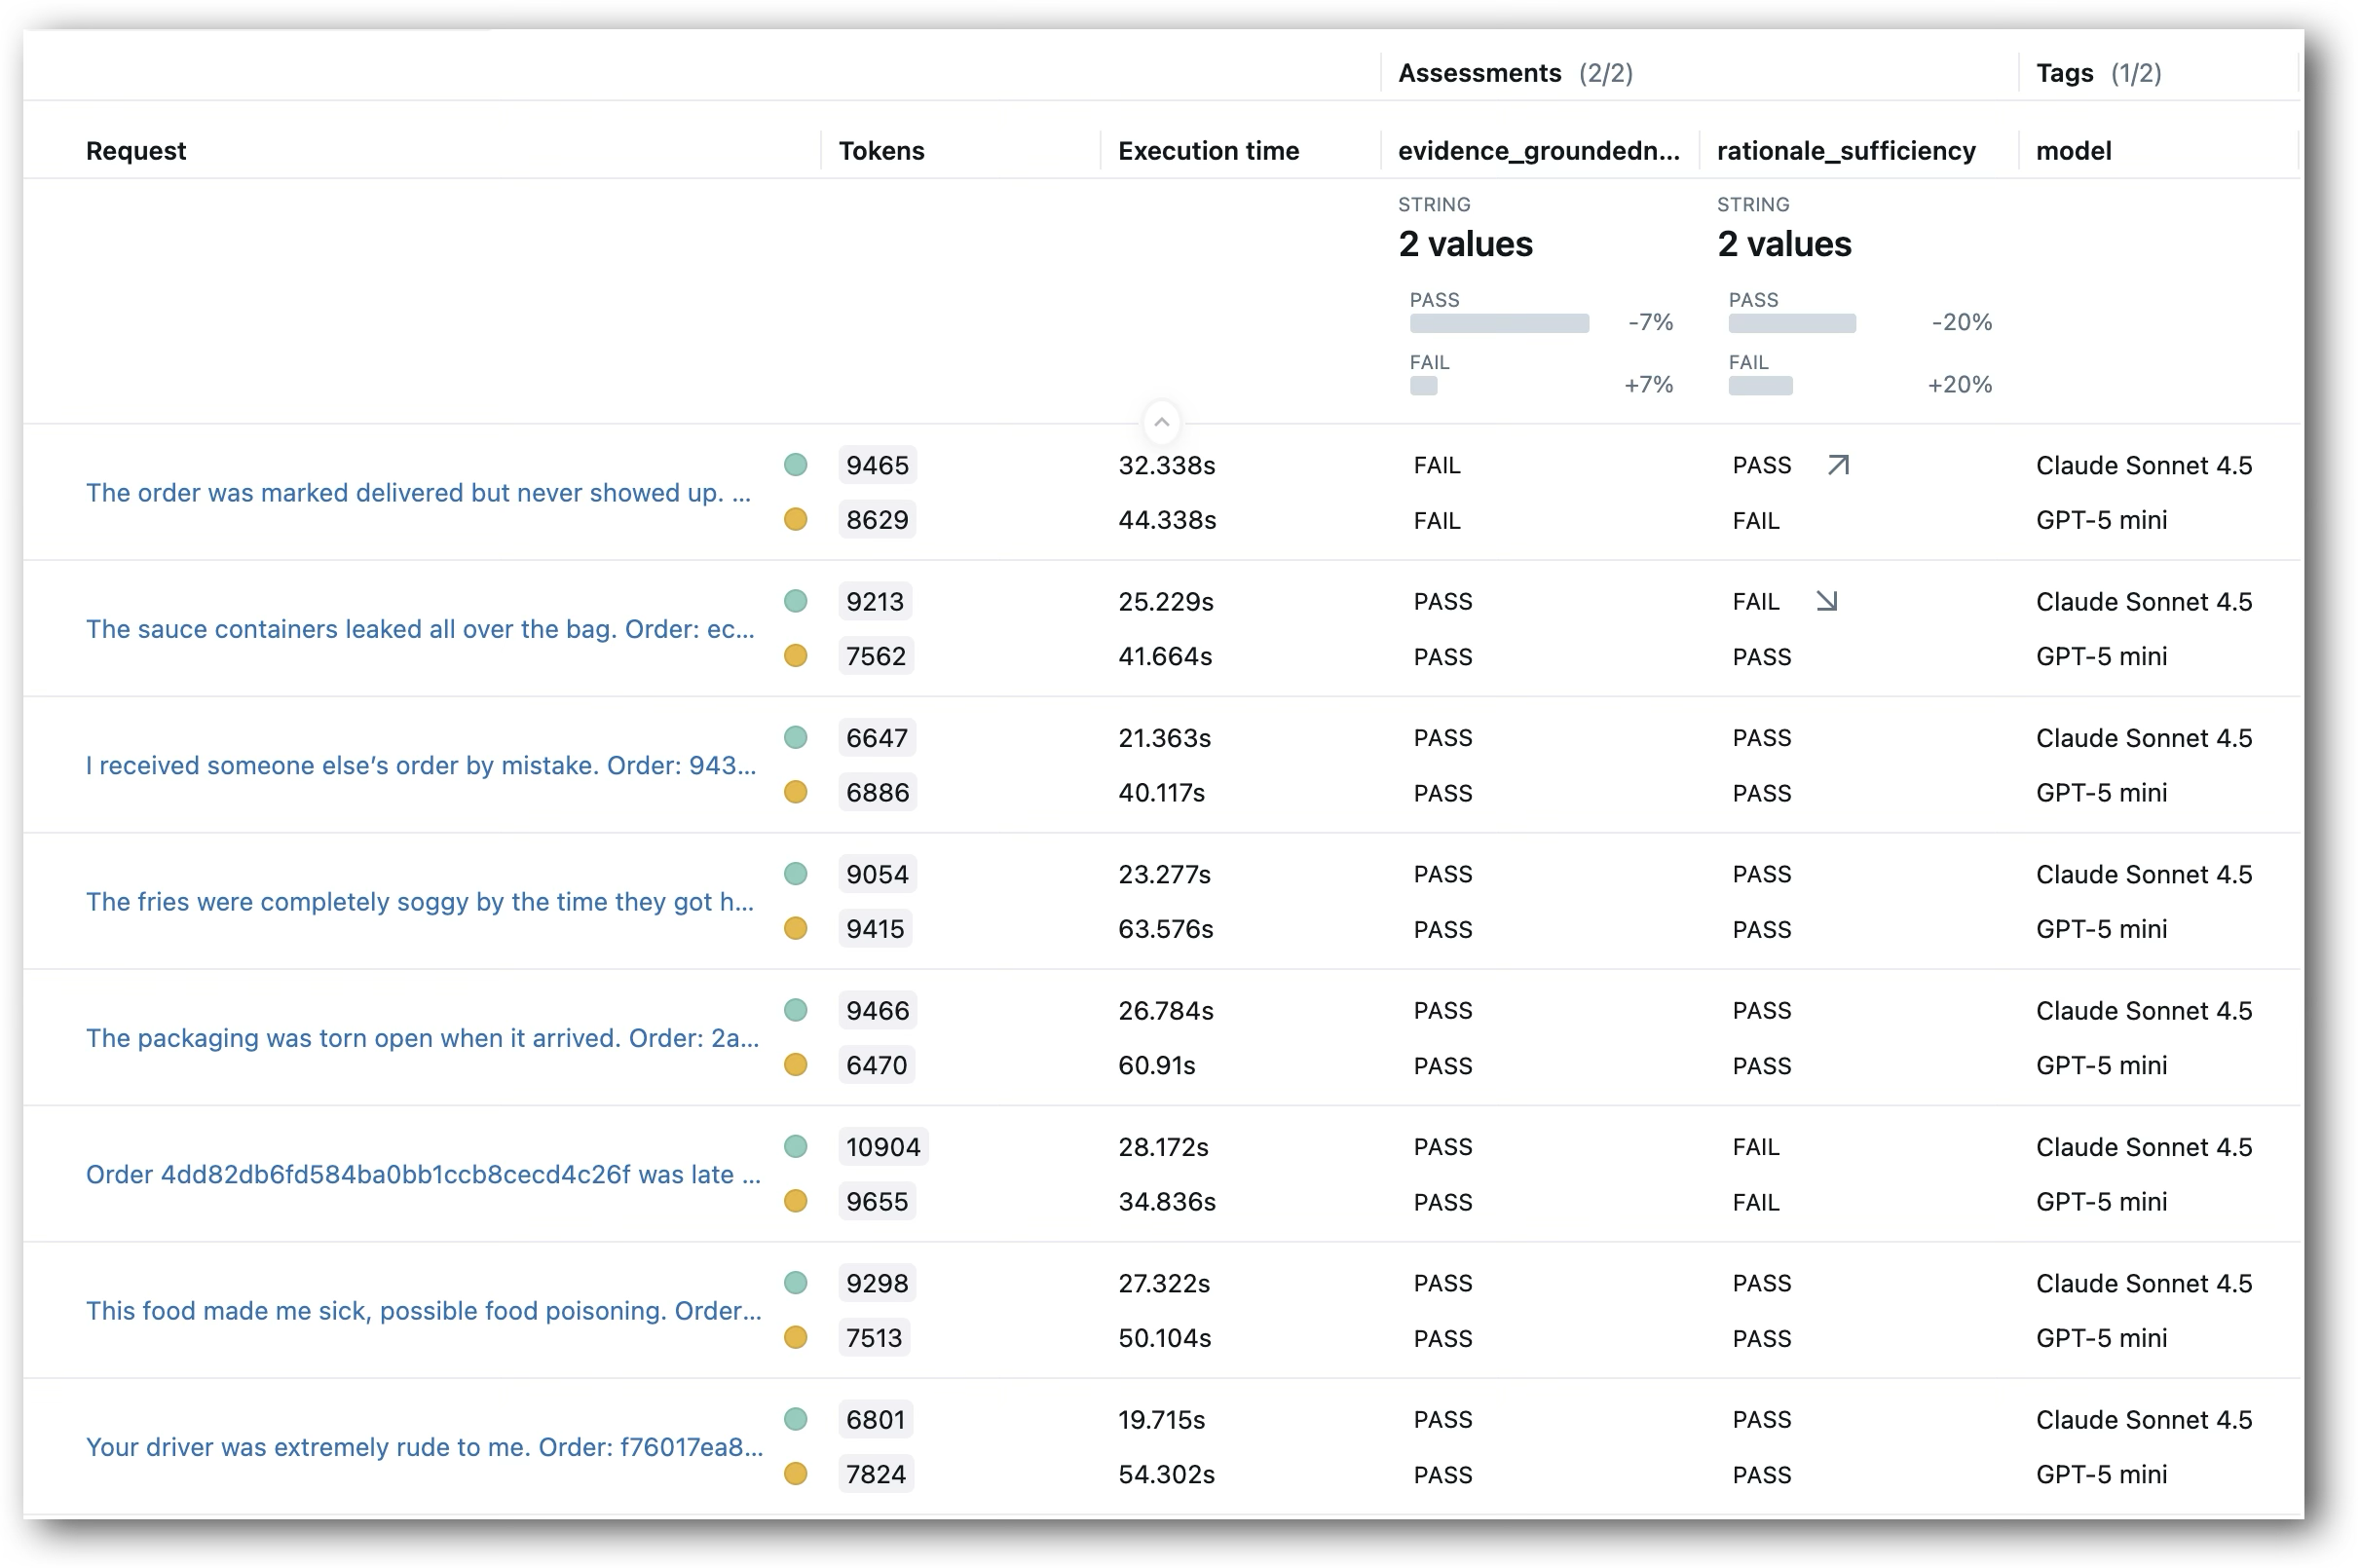 Assessments (2/2) Tags (1/2)
Request Tokens Execution time evidence_groundedn... rationale_sufficiency model
STRING STRING
2 values 2 values
PASS PASS
-7% -20%
FAIL FAIL
+7% +20%
9465 32.338s FAIL PASS Claude Sonnet 4.5
The order was marked delivered but never showed up. ...
8629 44.338s FAIL FAIL GPT-5 mini
9213 25.229s PASS FAIL Claude Sonnet 4.5
The sauce containers leaked all over the bag. Order: ec...
7562 41.664s PASS PASS GPT-5 mini
6647 21.363s PASS PASS Claude Sonnet 4.5
I received someone else’s order by mistake. Order: 943...
6886 40.117s PASS PASS GPT-5 mini
9054 23.277s PASS PASS Claude Sonnet 4.5
The fries were completely soggy by the time they got h...
9415 63.576s PASS PASS GPT-5 mini
9466 26.784s PASS PASS Claude Sonnet 4.5
The packaging was torn open when it arrived. Order: 2a...
6470 60.91s PASS PASS GPT-5 mini
10904 28.172s PASS FAIL Claude Sonnet 4.5
Order 4dd82db6fd584ba0bb1ccb8cecd4c26f was late ...
9655 34.836s PASS FAIL GPT-5 mini
9298 27.322s PASS PASS Claude Sonnet 4.5
This food made me sick, possible food poisoning. Order...
7513 50.104s PASS PASS GPT-5 mini
6801 19.715s PASS PASS Claude Sonnet 4.5
Your driver was extremely rude to me. Order: f76017ea8...
7824 54.302s PASS PASS GPT-5 mini